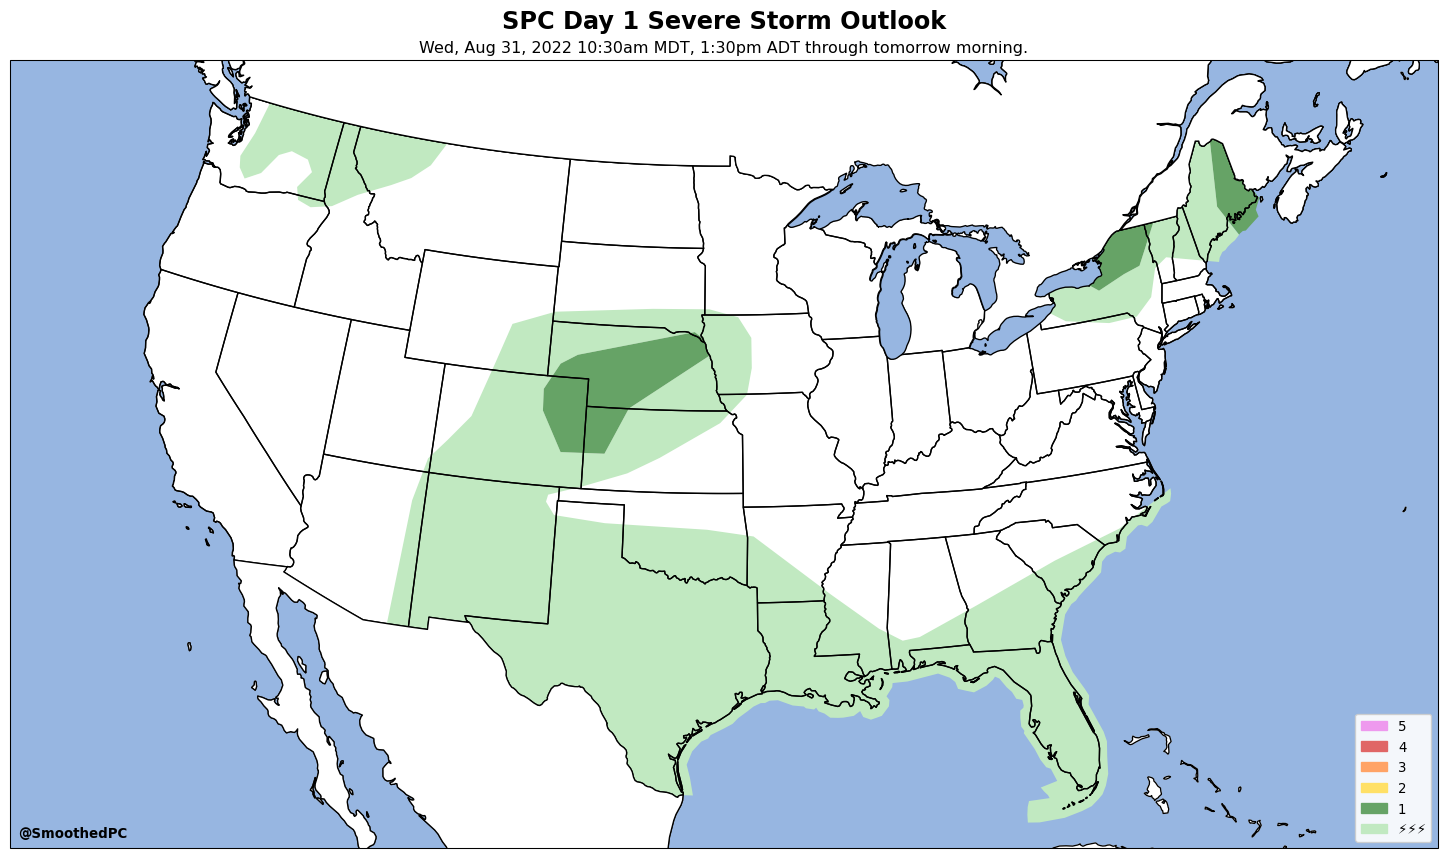 SPC Day 1 Severe Storm Outlook
Wed, Aug 31, 2022 10:30am MDT, 1:30pm ADT through tomorrow morning.
5
4
3
2
1
⚡⚡⚡
@SmoothedPC